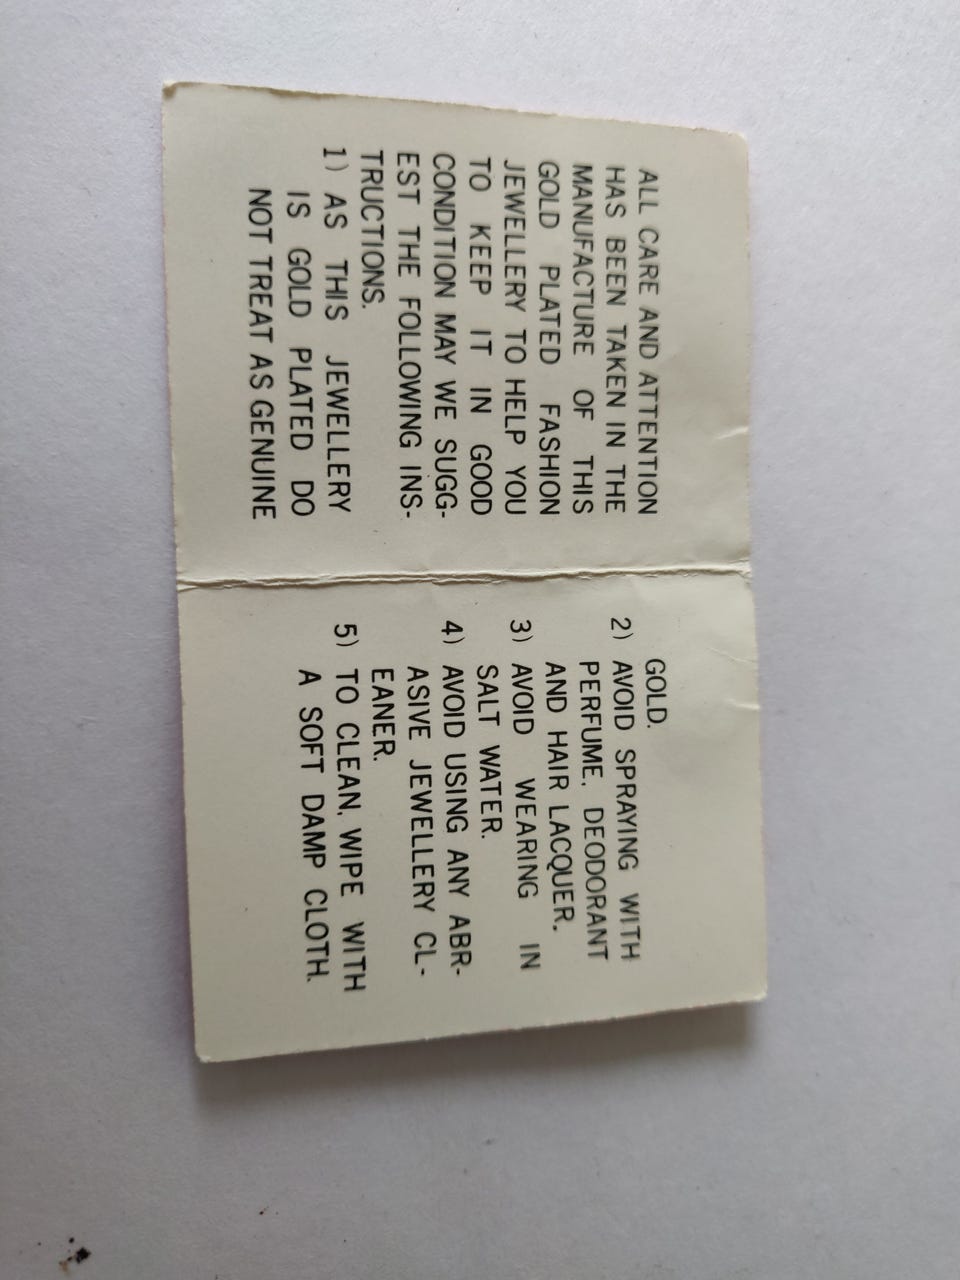 ALL CARE AND ATTENTION
HAS BEEN TAKEN IN THE
MANUFACTURE OF THIS
GOLD PLATED FASHION
JEWELLERY TO HELP YOU
TO KEEP IT IN GOOD
CONDITION MAY WE SUGG-
EST THE FOLLOWING INS-
TRUCTIONS.
1) AS THIS JEWELLERY
IS GOLD PLATED DO
NOT TREAT AS GENUINE
GOLD.
2) AVOID SPRAYING WITH
PERFUME. DEODORANT
AND HAIR LACQUER.
3) AVOID WEARING IN
SALT WATER.
4) AVOID USING ANY ABR-
ASIVE JEWELLERY CL-
EANER.
5) TO CLEAN. WIPE WITH
A SOFT DAMP CLOTH.